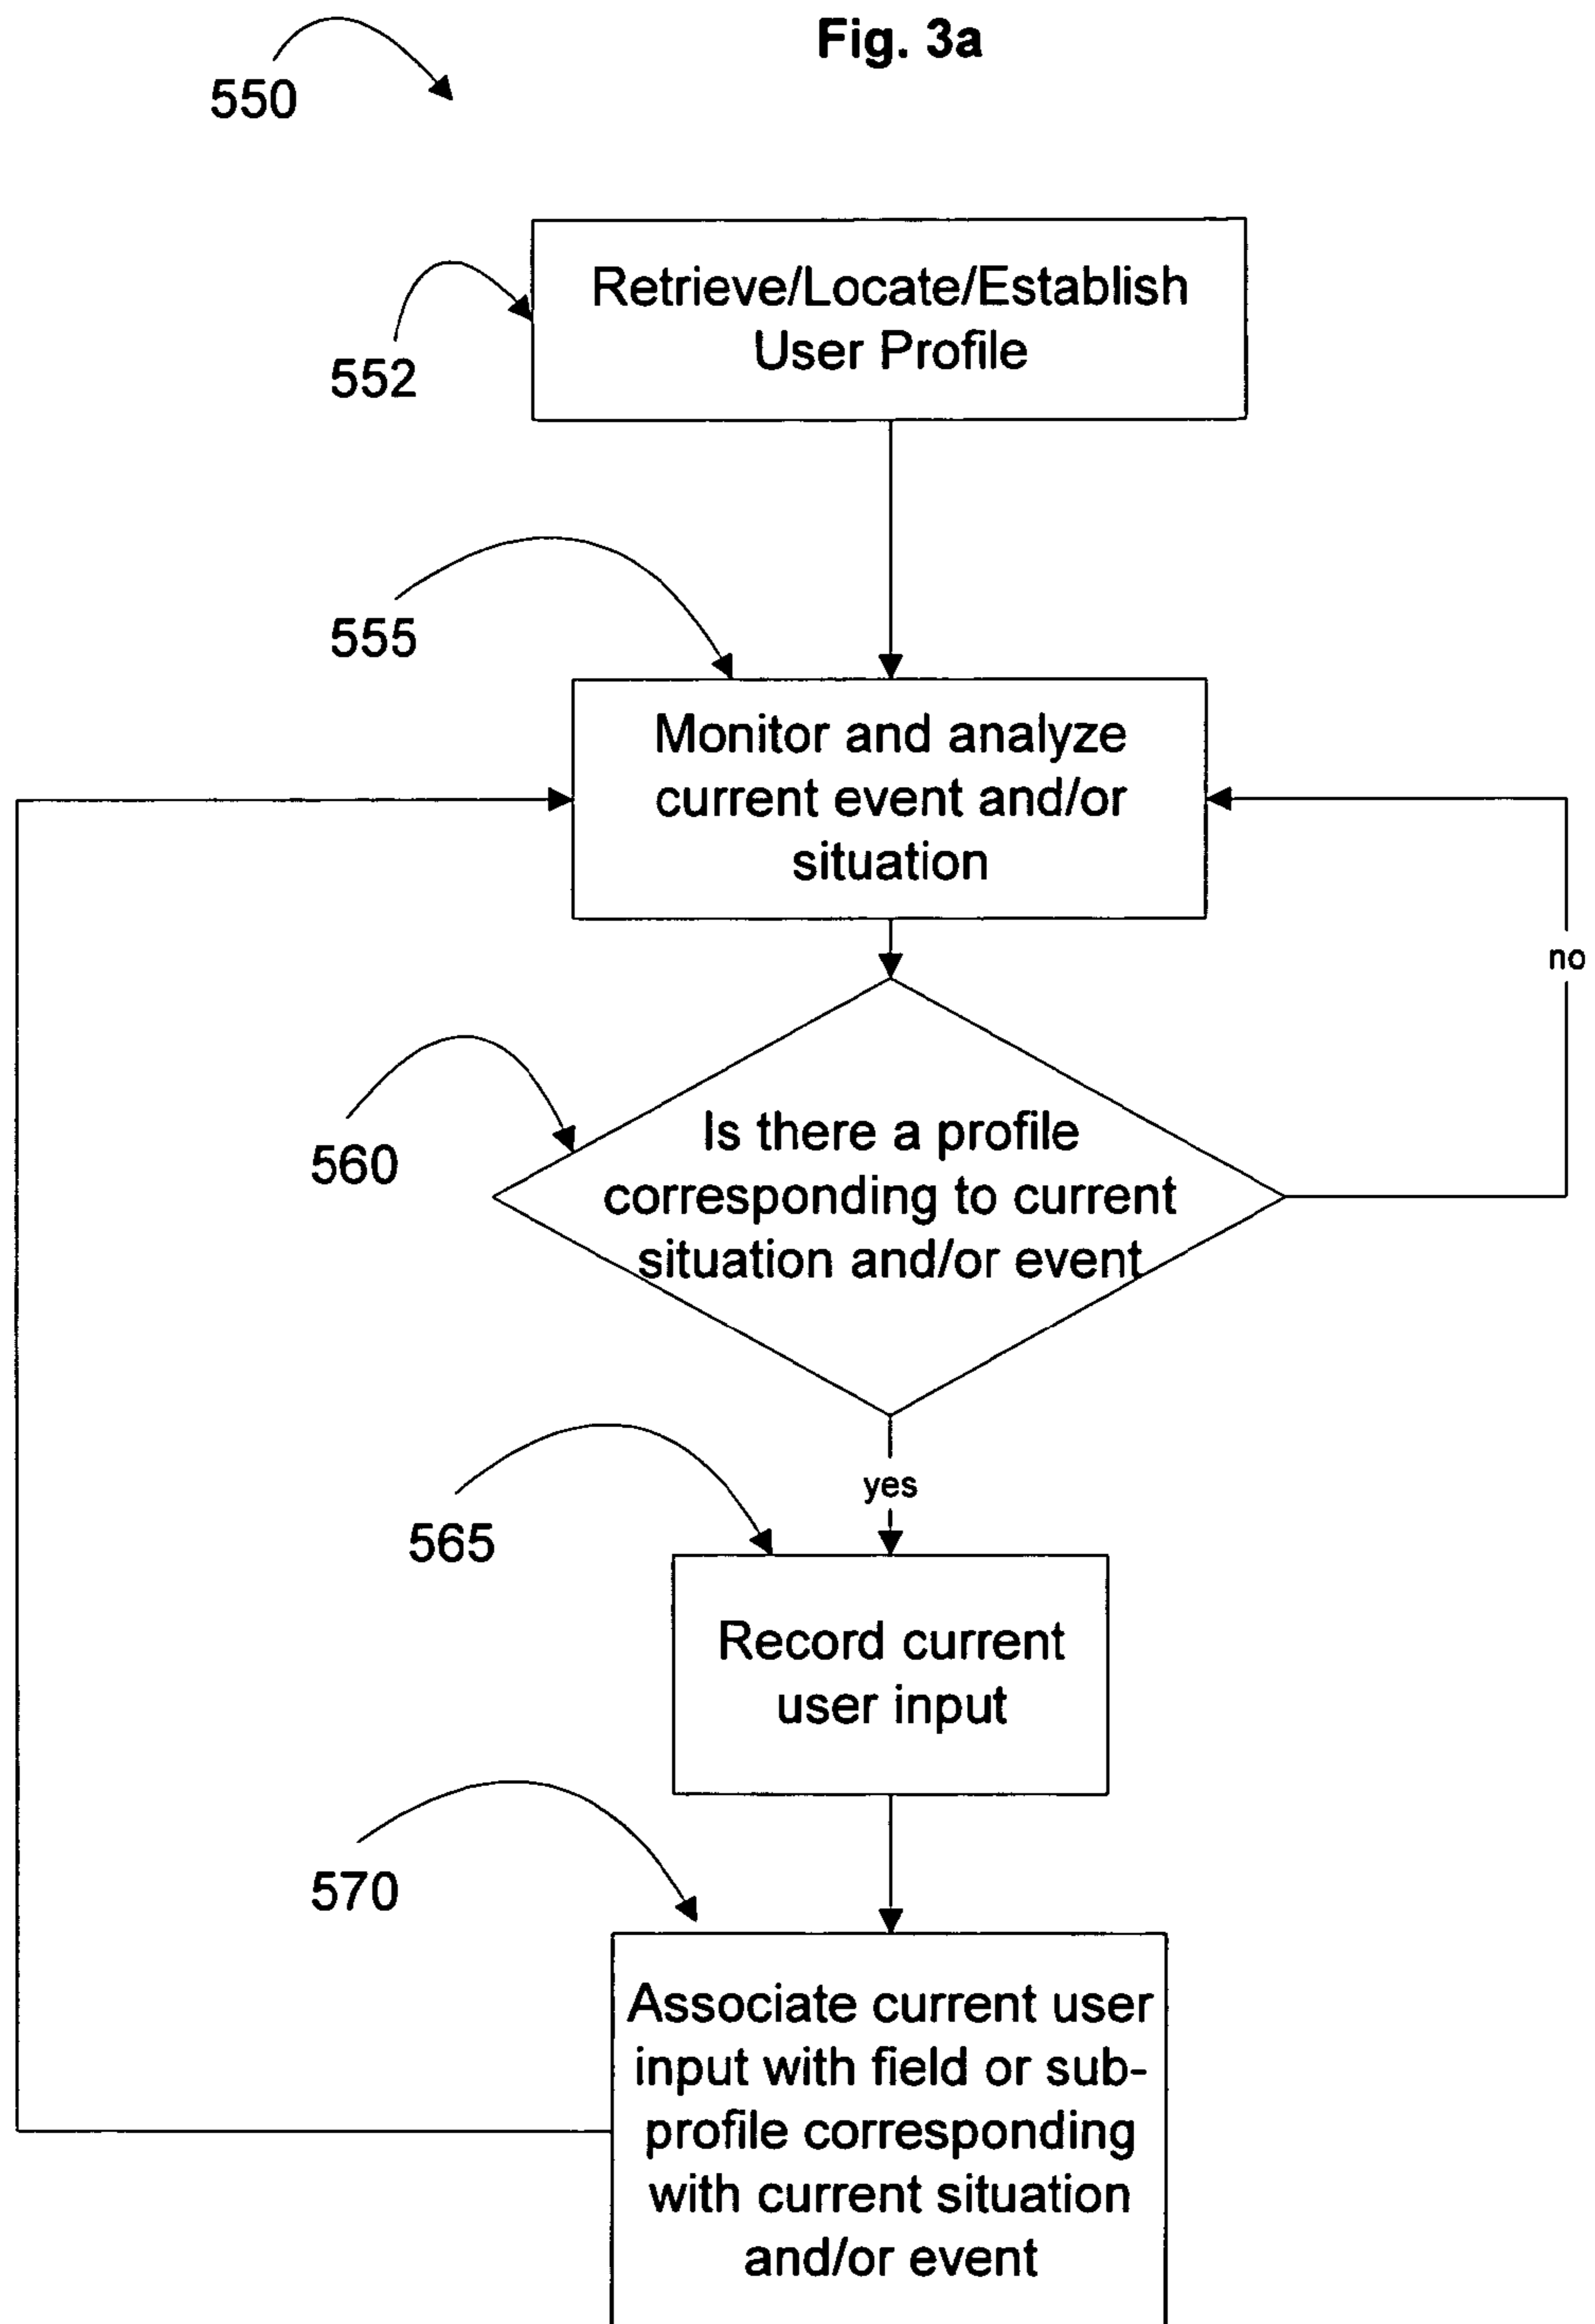 Fig. 3a
550
Retrieve/Locate/Establish
User Profile
552
555
Monitor and analyze
current event and/or
situation
no
560
Is there a profile
corresponding to current
situation and/or event
yes
565
Record current
user input
570
Associate current user
input with field or sub-
profile corresponding
with current situation
and/or event